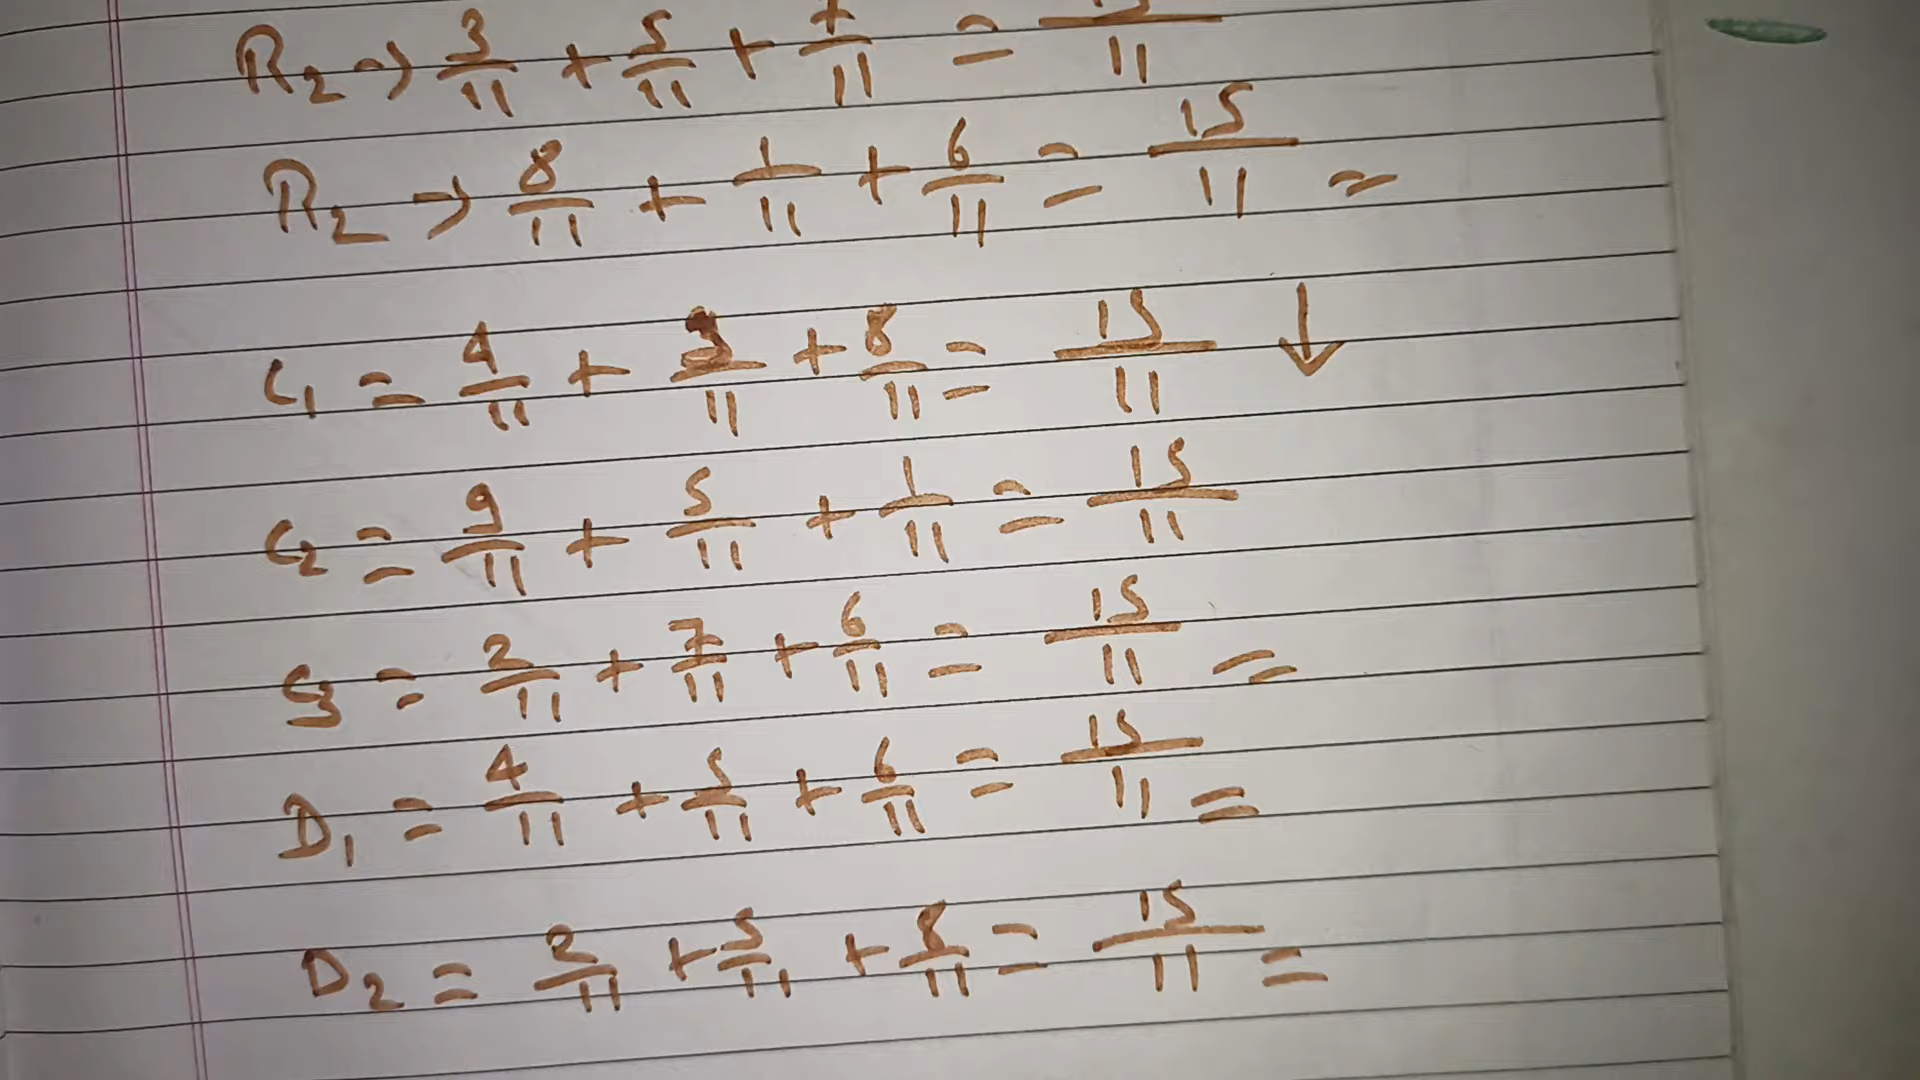 R2 → 3/11 + 5/11 + 7/11 = 15/11
R2 → 8/11 + 1/11 + 6/11 = 15/11 =
C1 = 4/11 + 3/11 + 8/11 = 15/11 ↓
C2 = 9/11 + 5/11 + 1/11 = 15/11
C3 = 2/11 + 7/11 + 6/11 = 15/11 =
D1 = 4/11 + 5/11 + 6/11 = 15/11 =
D2 = 2/11 + 5/11 + 8/11 = 15/11 =